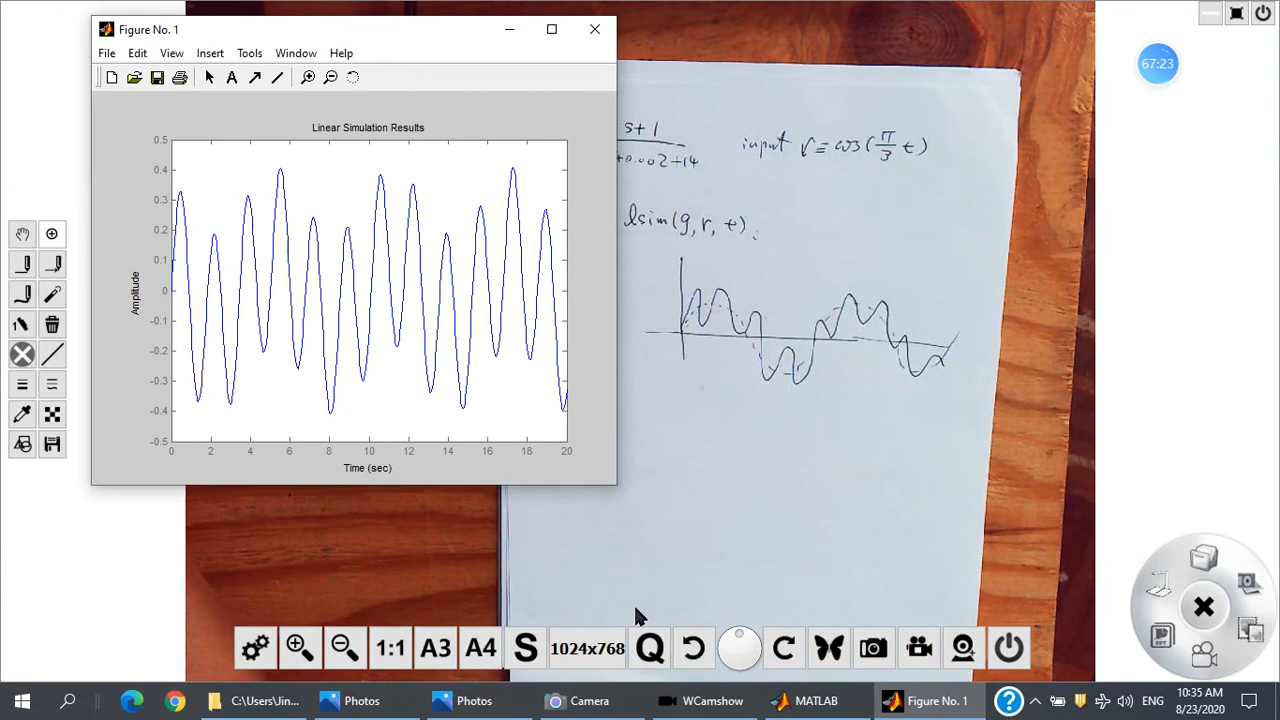 Figure No. 1
File Edit View Insert Tools Window Help
Linear Simulation Results
Amplitude
0.5
0.4
0.3
0.2
0.1
0
-0.1
-0.2
-0.3
-0.4
-0.5
0 2 4 6 8 10 12 14 16 18 20
Time (sec)
67:23
s+1
+0.002+14
input r = cos(π/3 t)
lsim(g, r, t);
1:1 A3 A4 S 1024x768 Q
PPT
C:\Users\Jin... Photos Photos Camera WCamshow MATLAB Figure No. 1 ENG 10:35 AM
8/23/2020